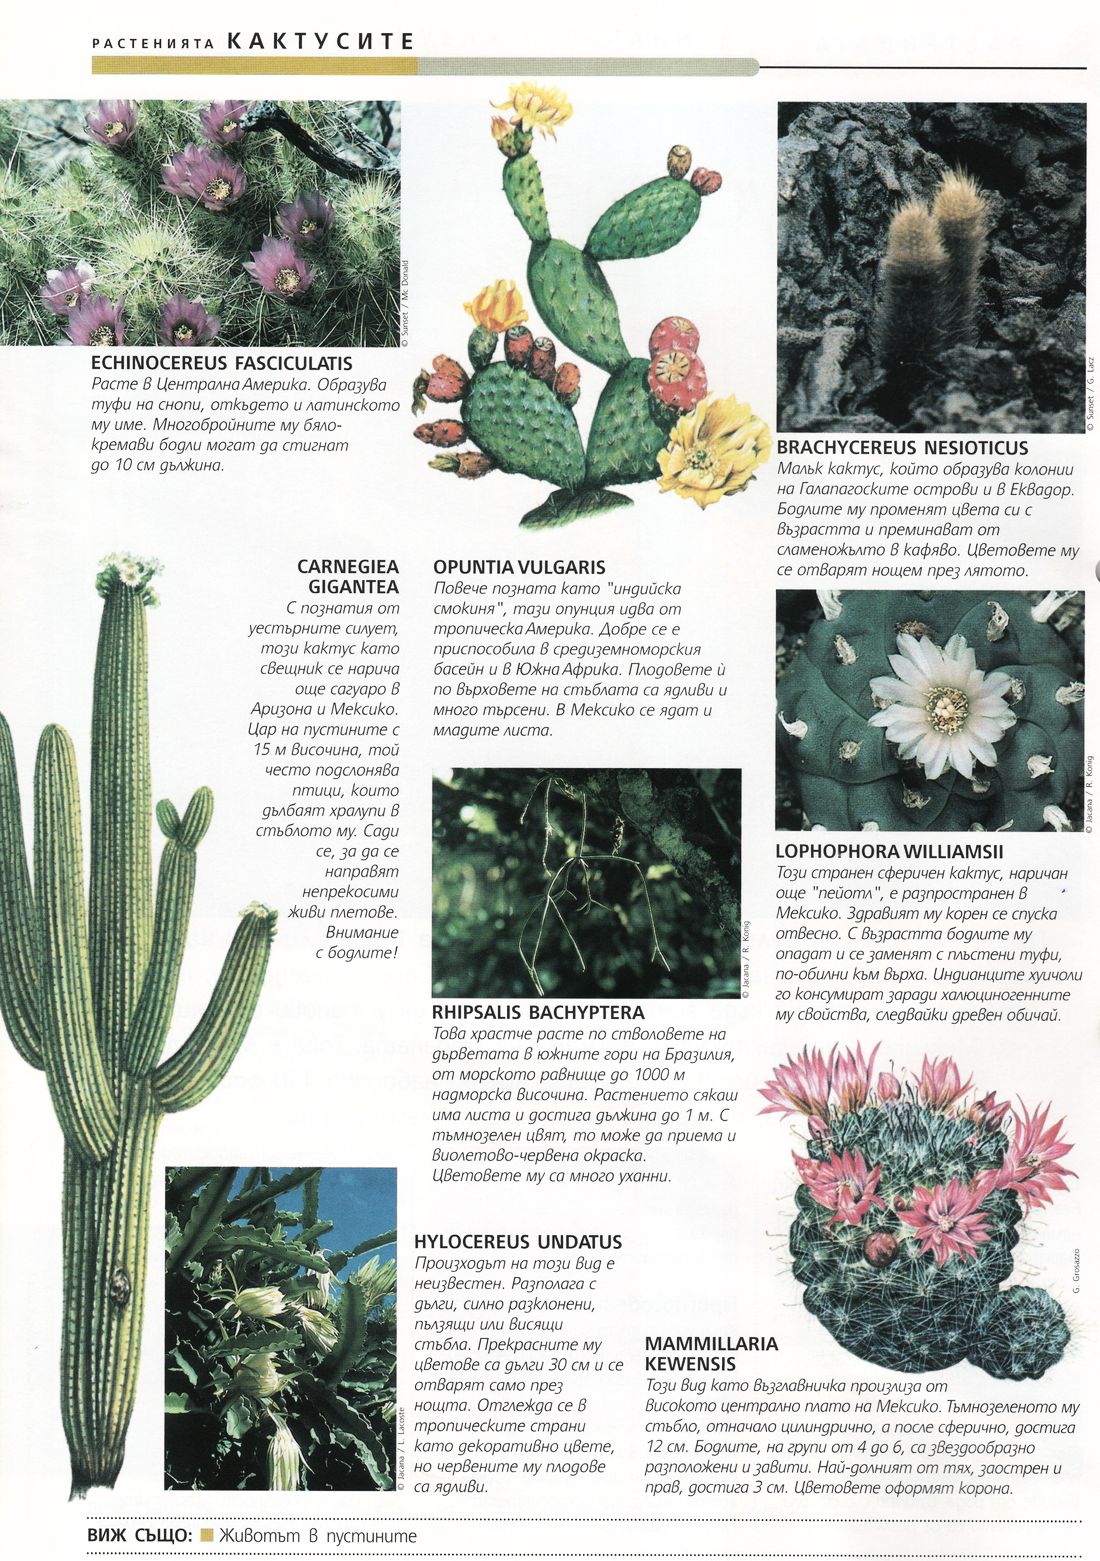 РАСТЕНИЯТА КАКТУСИТЕ
© Sunset / Mc Donald
ECHINOCEREUS FASCICULATIS
Расте в Централна Америка. Образува
туфи на снопи, откъдето и латинското
му име. Многобройните му бяло-
кремави бодли могат да стигнат
до 10 см дължина.
© Sunset / G. Lacz
BRACHYCEREUS NESIOTICUS
Малък кактус, който образува колонии
на Галапагоските острови и в Еквадор.
Бодлите му променят цвета си с
възрастта и преминават от
сламеножълто в кафяво. Цветовете му
се отварят нощем през лятото.
CARNEGIEA
GIGANTEA
С познатия от
уестърните силует,
този кактус като
свещник се нарича
още сагуаро в
Аризона и Мексико.
Цар на пустините с
15 м височина, той
често подслонява
птици, които
дълбаят хралупи в
стъблото му. Сади
се, за да се
направят
непрекосими
живи плетове.
Внимание
с бодлите!
OPUNTIA VULGARIS
Повече позната като "индийска
смокиня", тази опунция идва от
тропическа Америка. Добре се е
приспособила в средиземноморския
басейн и в Южна Африка. Плодовете ѝ
по върховете на стъблата са ядливи и
много търсени. В Мексико се ядат и
младите листа.
© Jacana / R. Konig
LOPHOPHORA WILLIAMSII
Този странен сферичен кактус, наричан
още "пейотл", е разпространен в
Мексико. Здравият му корен се спуска
отвесно. С възрастта бодлите му
опадат и се заменят с плъстени туфи,
по-обилни към върха. Индианците хуичоли
го консумират заради халюциногенните
му свойства, следвайки древен обичай.
© Jacana / R. Konig
RHIPSALIS BACHYPTERA
Това храстче расте по стволовете на
дърветата в южните гори на Бразилия,
от морското равнище до 1000 м
надморска височина. Растението сякаш
има листа и достига дължина до 1 м. С
тъмнозелен цвят, то може да приема и
виолетово-червена окраска.
Цветовете му са много уханни.
© Jacana / L. Lacoste
HYLOCEREUS UNDATUS
Произходът на този вид е
неизвестен. Разполага с
дълги, силно разклонени,
пълзящи или висящи
стъбла. Прекрасните му
цветове са дълги 30 см и се
отварят само през
нощта. Отглежда се в
тропическите страни
като декоративно цвете,
но червените му плодове
са ядливи.
G. Grosazzo
MAMMILLARIA
KEWENSIS
Този вид като възглавничка произлиза от
високото централно плато на Мексико. Тъмнозеленото му
стъбло, отначало цилиндрично, а после сферично, достига
12 см. Бодлите, на групи от 4 до 6, са звездообразно
разположени и завити. Най-долният от тях, заострен и
прав, достига 3 см. Цветовете оформят корона.
ВИЖ СЪЩО: Животът в пустините